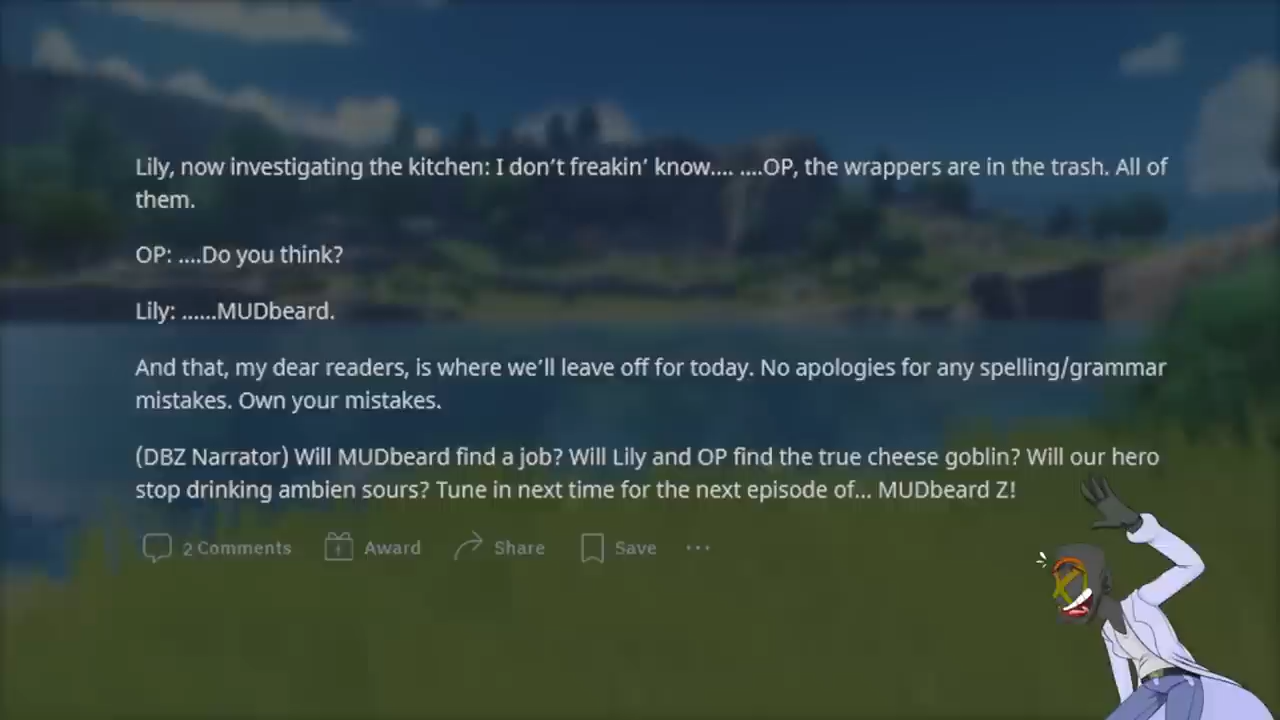 Lily, now investigating the kitchen: I don’t freakin’ know.... ....OP, the wrappers are in the trash. All of
them.
OP: ....Do you think?
Lily: ......MUDbeard.
And that, my dear readers, is where we’ll leave off for today. No apologies for any spelling/grammar
mistakes. Own your mistakes.
(DBZ Narrator) Will MUDbeard find a job? Will Lily and OP find the true cheese goblin? Will our hero
stop drinking ambien sours? Tune in next time for the next episode of... MUDbeard Z!
2 Comments Award Share Save